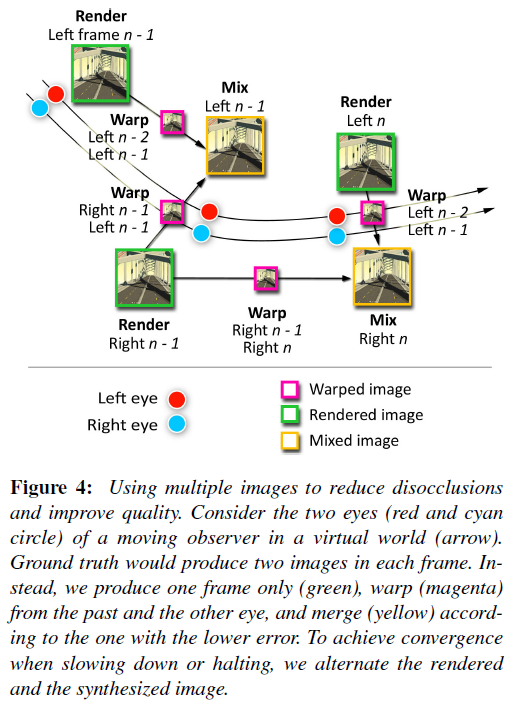 Render
Left frame n - 1
Mix
Left n - 1
Render
Left n
Warp
Left n - 2
Left n - 1
Warp
Right n - 1
Left n - 1
Warp
Left n - 2
Left n - 1
Render
Right n - 1
Warp
Right n - 1
Right n
Mix
Right n
Left eye
Right eye
Warped image
Rendered image
Mixed image
Figure 4: Using multiple images to reduce disocclusions
and improve quality. Consider the two eyes (red and cyan
circle) of a moving observer in a virtual world (arrow).
Ground truth would produce two images in each frame. In-
stead, we produce one frame only (green), warp (magenta)
from the past and the other eye, and merge (yellow) accord-
ing to the one with the lower error. To achieve convergence
when slowing down or halting, we alternate the rendered
and the synthesized image.